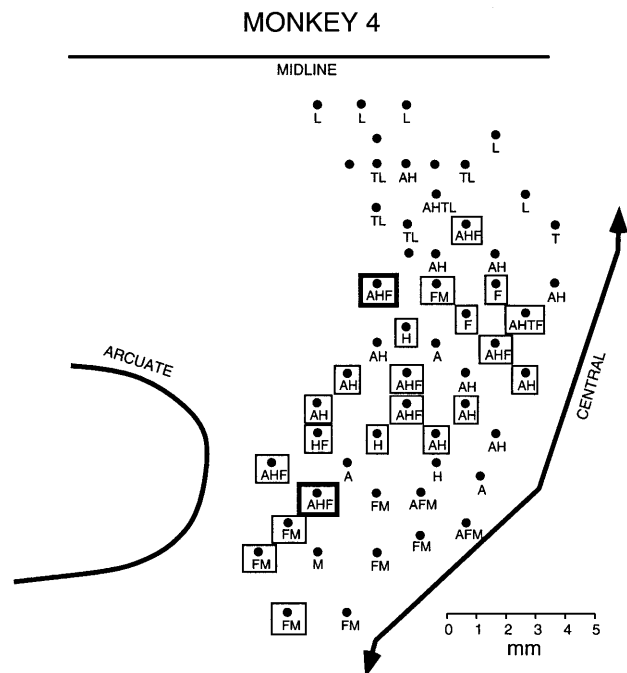 MONKEY 4
MIDLINE
L L L
L
TL AH TL
AHTL L
TL
TL AHF T
AH AH
AHF FM F AH
F AHTF
H
AH A AHF
AH AHF AH AH
AH AHF AH
HF H AH AH
AHF A H A
AHF FM AFM
FM FM AFM
FM M FM
FM FM
ARCUATE
CENTRAL
0 1 2 3 4 5
mm